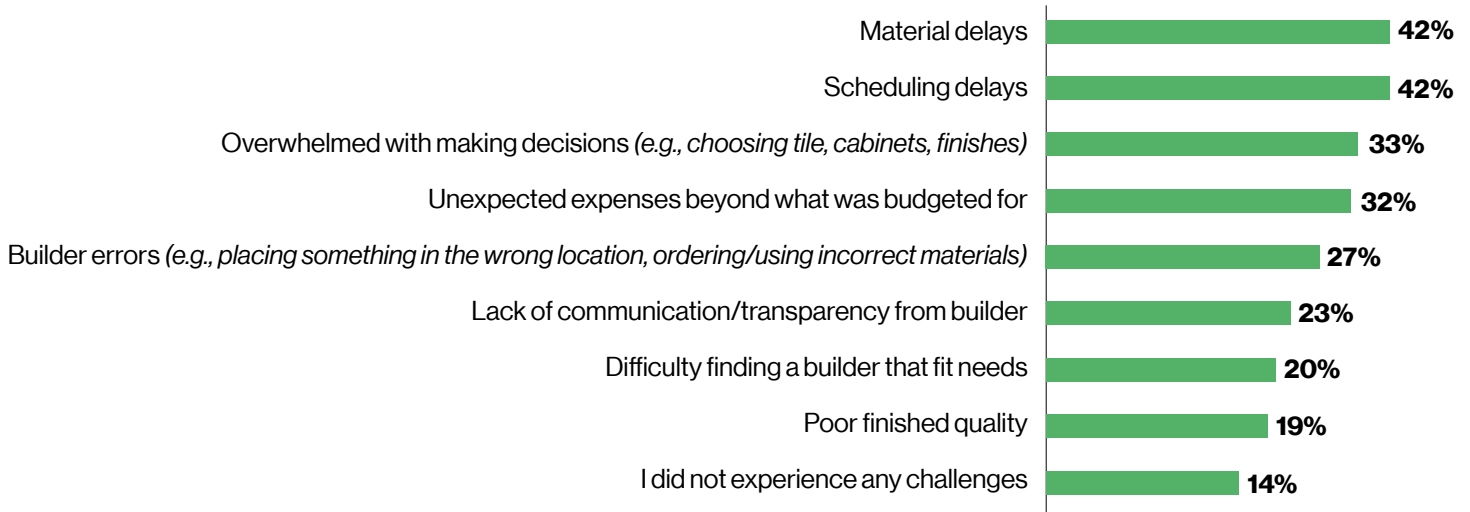 Material delays 42%
Scheduling delays 42%
Overwhelmed with making decisions (e.g., choosing tile, cabinets, finishes) 33%
Unexpected expenses beyond what was budgeted for 32%
Builder errors (e.g., placing something in the wrong location, ordering/using incorrect materials) 27%
Lack of communication/transparency from builder 23%
Difficulty finding a builder that fit needs 20%
Poor finished quality 19%
I did not experience any challenges 14%